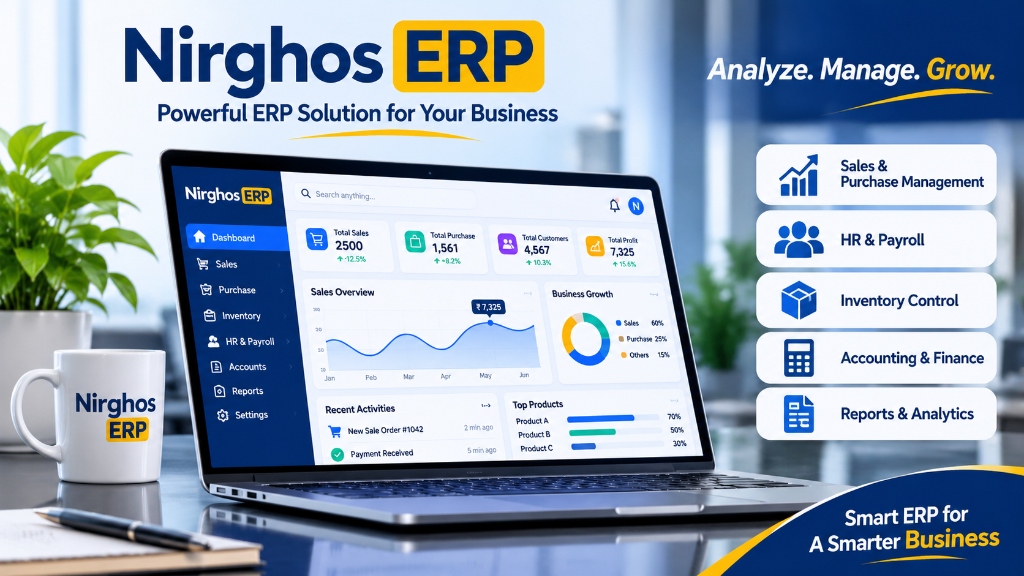 Nirghos ERP
Powerful ERP Solution for Your Business
Analyze. Manage. Grow.
Nirghos ERP
Search anything...
N
Dashboard
Sales
Purchase
Inventory
HR & Payroll
Accounts
Reports
Settings
Total Sales
2500
↑ -12.5%
Total Purchase
1,561
↑ +8.2%
Total Customers
4,567
↑ 10.3%
Total Profit
7,325
↑ 15.6%
Sales Overview
₹ 7,325
Jan Feb Mar Apr May Jun
Business Growth
Sales 60%
Purchase 25%
Others 15%
Recent Activities
New Sale Order #1042 2 min ago
Payment Received 5 min ago
Top Products
Product A 70%
Product B 50%
Product C 30%
Sales &
Purchase Management
HR & Payroll
Inventory Control
Accounting & Finance
Reports & Analytics
Nirghos
ERP
Smart ERP for
A Smarter Business